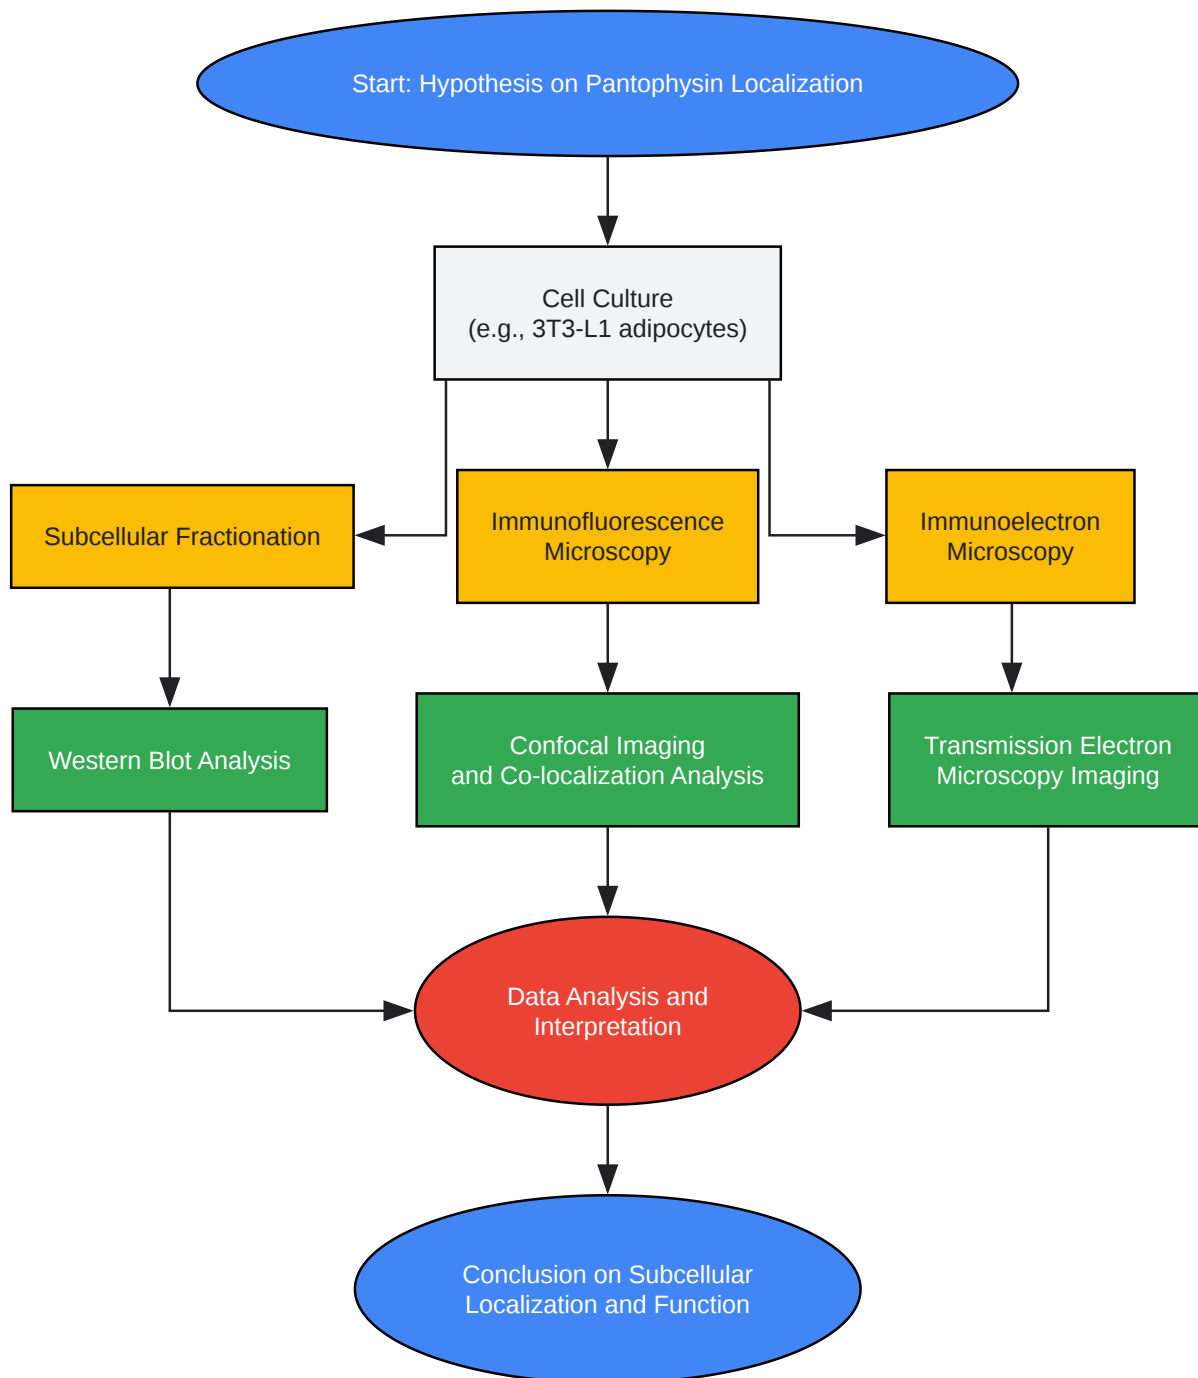 Start: Hypothesis on Pantophysin Localization
Cell Culture
(e.g., 3T3-L1 adipocytes)
Subcellular Fractionation
Immunofluorescence
Microscopy
Immunoelectron
Microscopy
Western Blot Analysis
Confocal Imaging
and Co-localization Analysis
Transmission Electron
Microscopy Imaging
Data Analysis and
Interpretation
Conclusion on Subcellular
Localization and Function